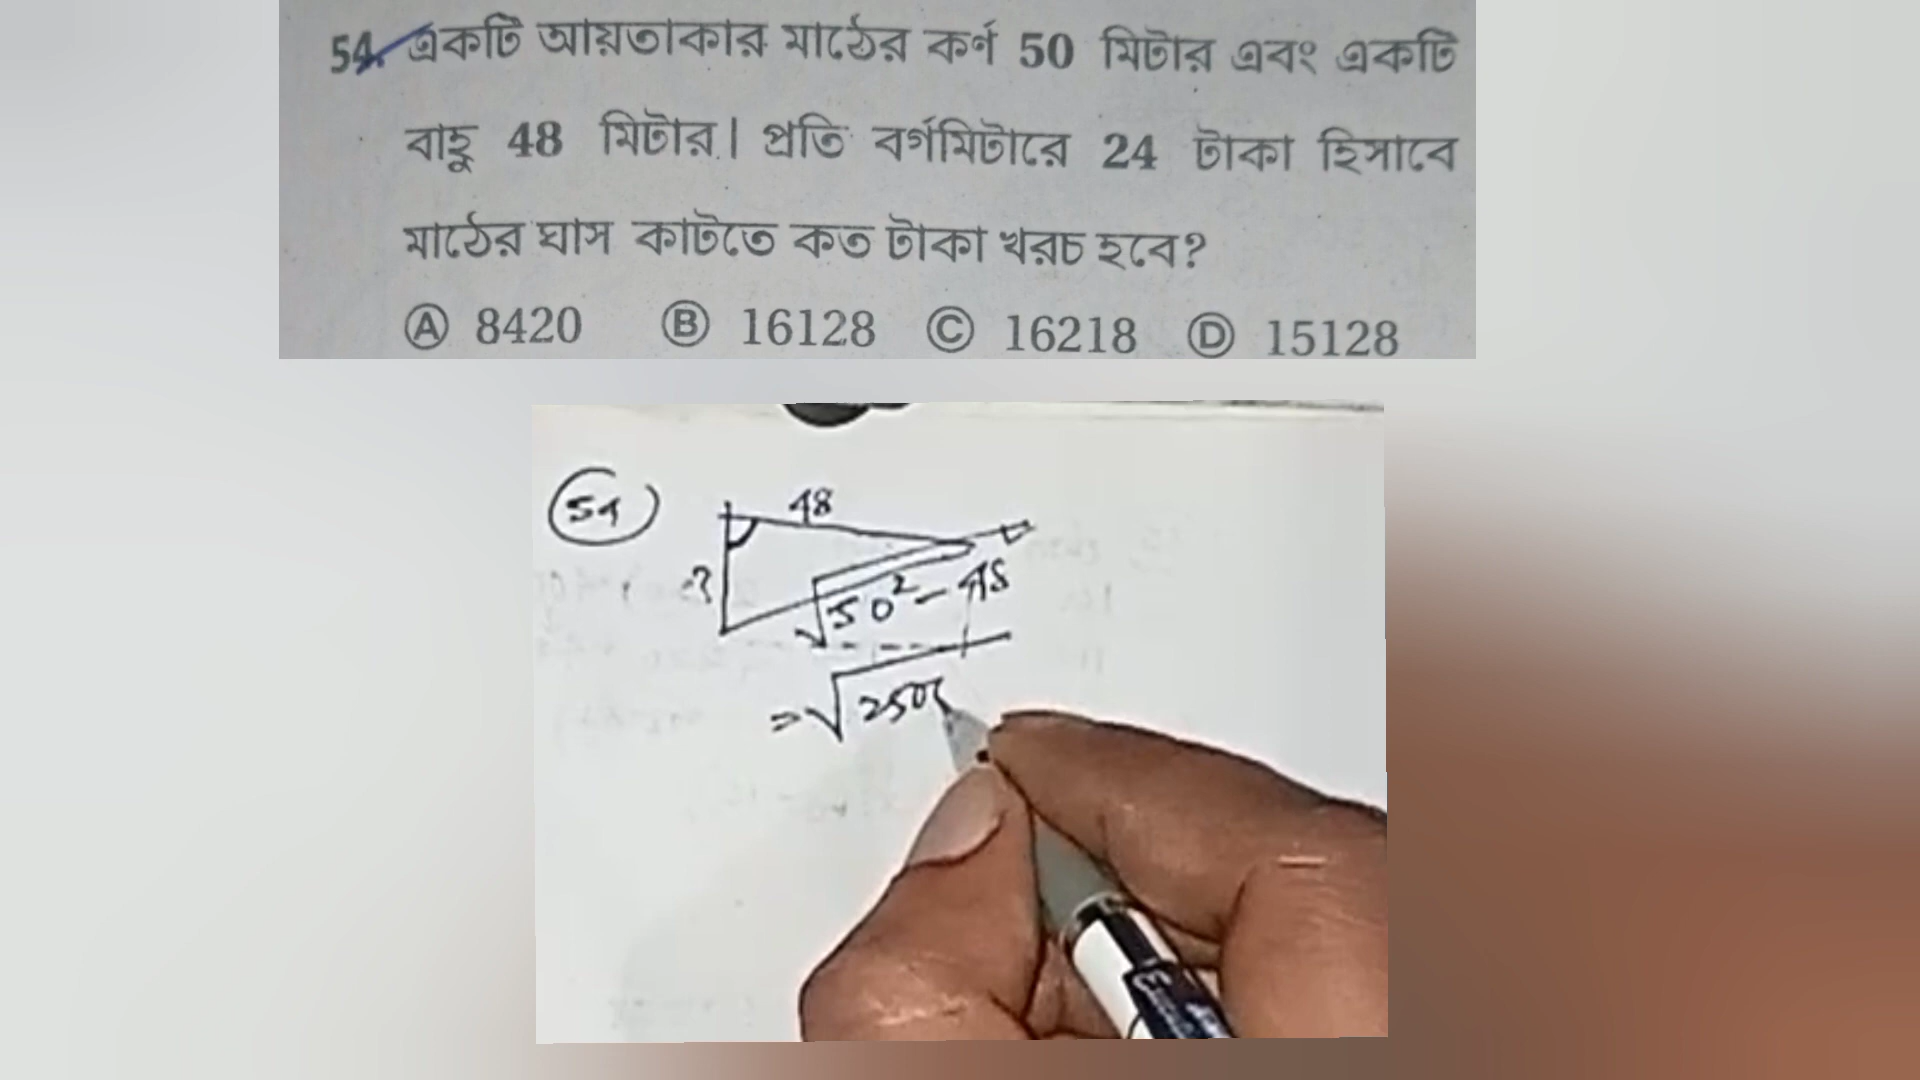 54. একটি আয়তাকার মাঠের কর্ণ 50 মিটার এবং একটি
বাহু 48 মিটার। প্রতি বর্গমিটারে 24 টাকা হিসাবে
মাঠের ঘাস কাটতে কত টাকা খরচ হবে?
Ⓐ 8420 Ⓑ 16128 Ⓒ 16218 Ⓓ 15128
54
48
?
√50² - 48
= √250